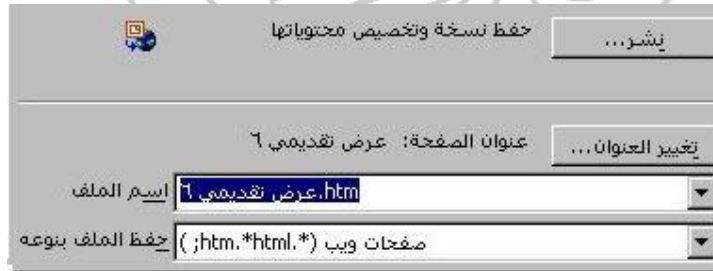 حفظ نسخة وتخصيص محتوياتها نشر...
عنوان الصفحة: عرض تقديمي ٦ تغيير العنوان...
اسم الملف عرض تقديمي ٦.htm
حفظ الملف بنوعه صفحات ويب (*.htm.*html; )